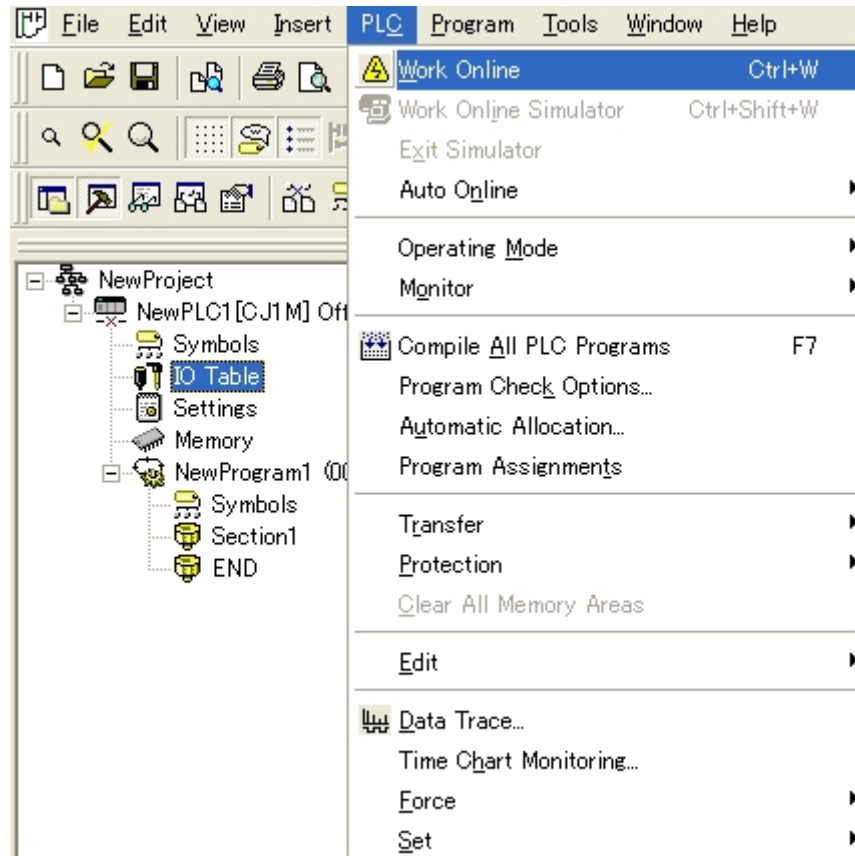 File Edit View Insert PLC Program Tools Window Help
Work Online Ctrl+W
Work Online Simulator Ctrl+Shift+W
Exit Simulator
Auto Online
Operating Mode
Monitor
Compile All PLC Programs F7
Program Check Options...
Automatic Allocation...
Program Assignments
Transfer
Protection
Clear All Memory Areas
Edit
Data Trace...
Time Chart Monitoring...
Force
Set
NewProject
NewPLC1[CJ1M]
Symbols
IO Table
Settings
Memory
NewProgram1
Symbols
Section1
END